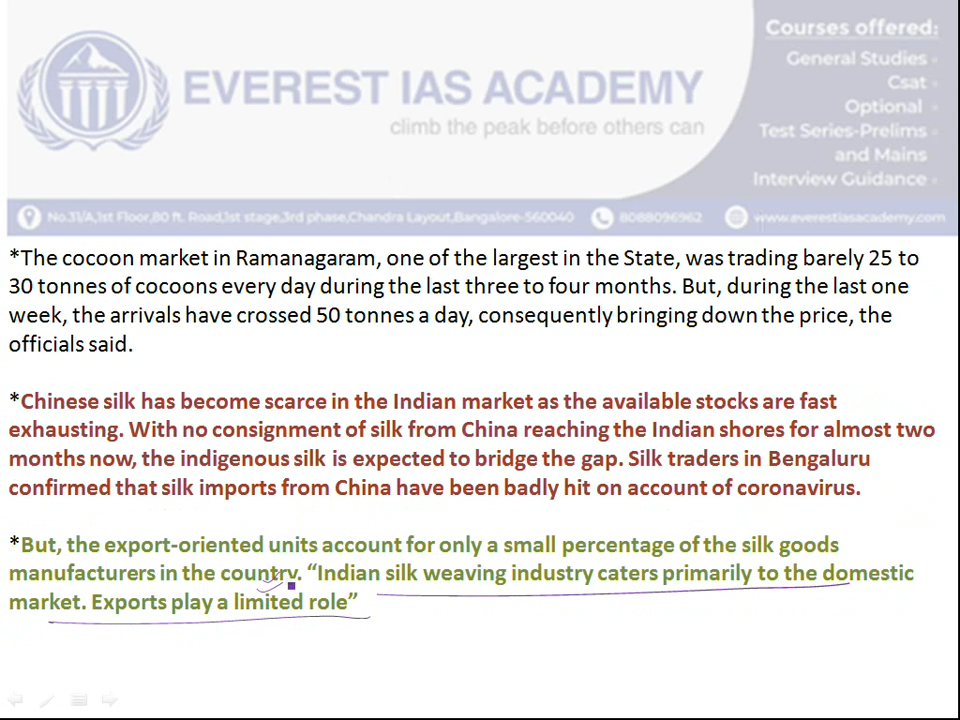 Courses offered:
General Studies
Csat
Optional
Test Series-Prelims
and Mains
Interview Guidance
EVEREST IAS ACADEMY
climb the peak before others can
No.31/A,1st Floor,80 ft. Road,1st stage,3rd phase,Chandra Layout,Bangalore-560040
8088096962
www.everestiasacademy.com
*The cocoon market in Ramanagaram, one of the largest in the State, was trading barely 25 to
30 tonnes of cocoons every day during the last three to four months. But, during the last one
week, the arrivals have crossed 50 tonnes a day, consequently bringing down the price, the
officials said.
*Chinese silk has become scarce in the Indian market as the available stocks are fast
exhausting. With no consignment of silk from China reaching the Indian shores for almost two
months now, the indigenous silk is expected to bridge the gap. Silk traders in Bengaluru
confirmed that silk imports from China have been badly hit on account of coronavirus.
*But, the export-oriented units account for only a small percentage of the silk goods
manufacturers in the country. “Indian silk weaving industry caters primarily to the domestic
market. Exports play a limited role”